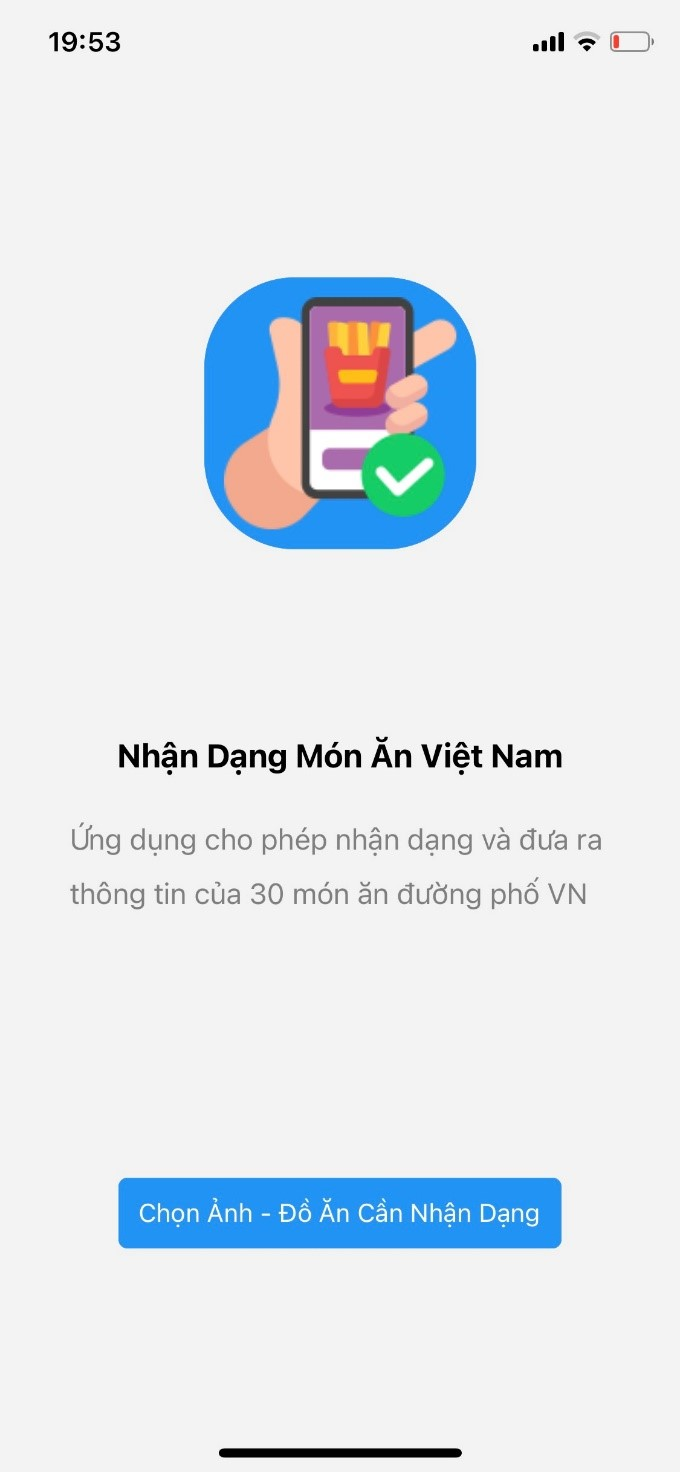 19:53
Nhận Dạng Món Ăn Việt Nam
Ứng dụng cho phép nhận dạng và đưa ra
thông tin của 30 món ăn đường phố VN
Chọn Ảnh - Đồ Ăn Cần Nhận Dạng